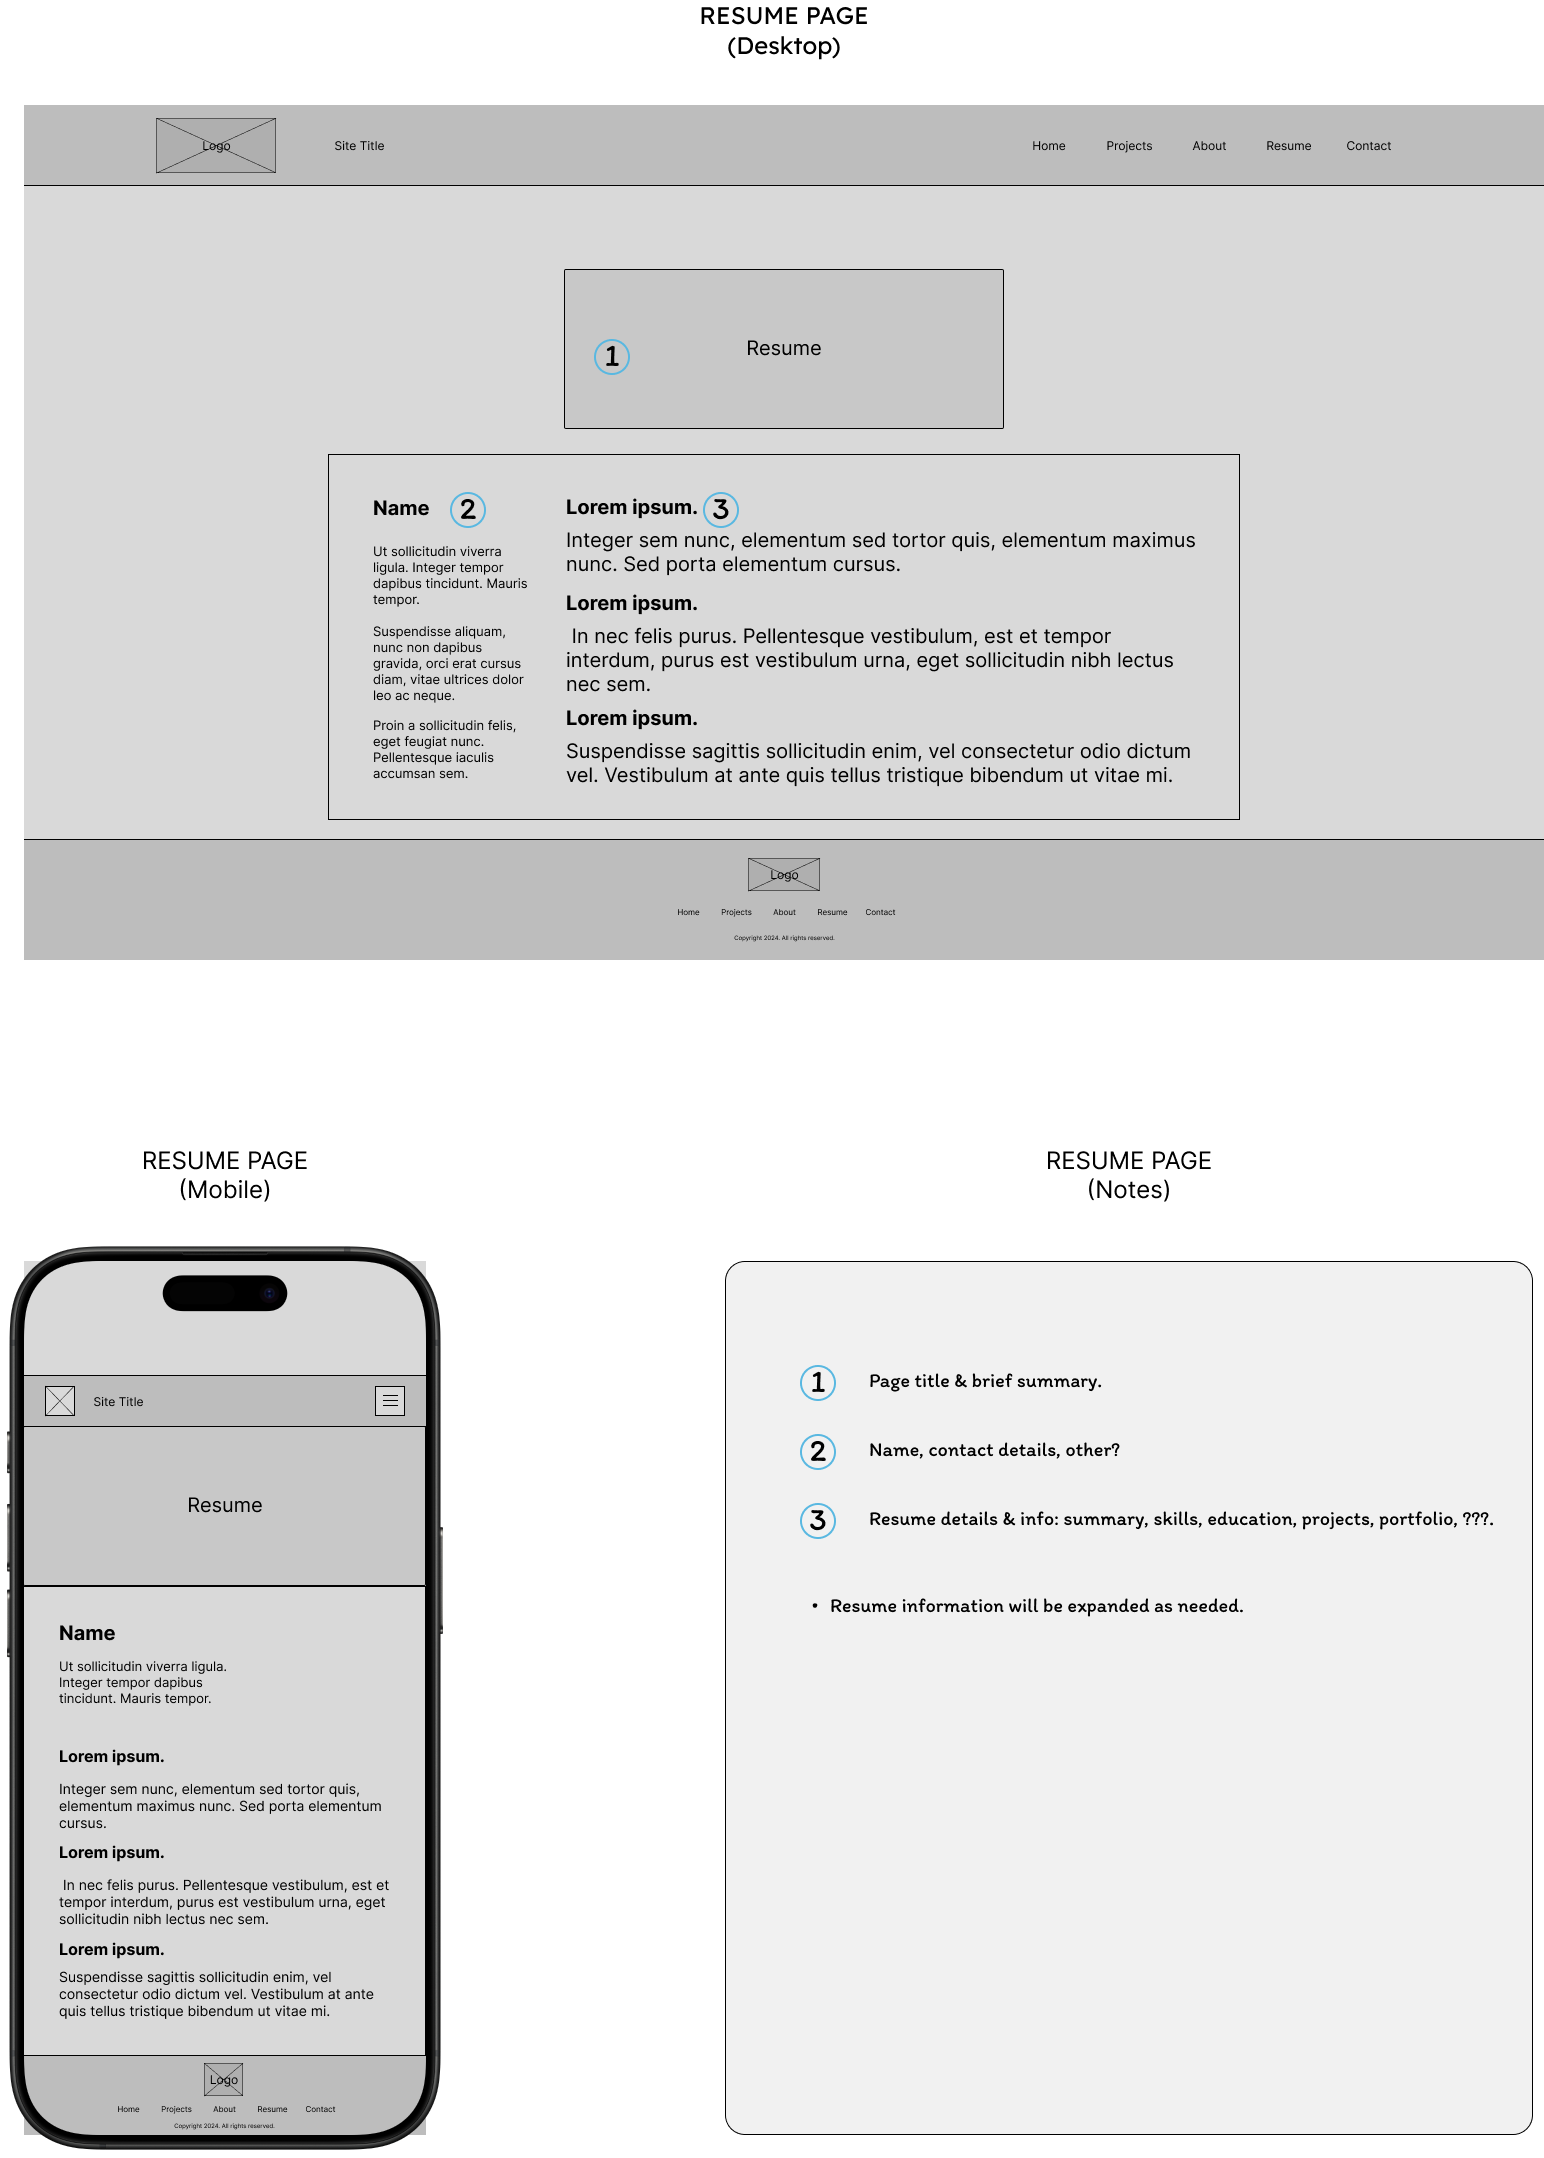 RESUME PAGE
(Desktop)
Logo
Site Title
Home
Projects
About
Resume
Contact
1
Resume
Name
2
Ut sollicitudin viverra
ligula. Integer tempor
dapibus tincidunt. Mauris
tempor.
Suspendisse aliquam,
nunc non dapibus
gravida, orci erat cursus
diam, vitae ultrices dolor
leo ac neque.
Proin a sollicitudin felis,
eget feugiat nunc.
Pellentesque iaculis
accumsan sem.
Lorem ipsum.
3
Integer sem nunc, elementum sed tortor quis, elementum maximus
nunc. Sed porta elementum cursus.
Lorem ipsum.
In nec felis purus. Pellentesque vestibulum, est et tempor
interdum, purus est vestibulum urna, eget sollicitudin nibh lectus
nec sem.
Lorem ipsum.
Suspendisse sagittis sollicitudin enim, vel consectetur odio dictum
vel. Vestibulum at ante quis tellus tristique bibendum ut vitae mi.
Logo
Home
Projects
About
Resume
Contact
Copyright 2024. All rights reserved.
RESUME PAGE
(Mobile)
Site Title
Resume
Name
Ut sollicitudin viverra ligula.
Integer tempor dapibus
tincidunt. Mauris tempor.
Lorem ipsum.
Integer sem nunc, elementum sed tortor quis,
elementum maximus nunc. Sed porta elementum
cursus.
Lorem ipsum.
In nec felis purus. Pellentesque vestibulum, est et
tempor interdum, purus est vestibulum urna, eget
sollicitudin nibh lectus nec sem.
Lorem ipsum.
Suspendisse sagittis sollicitudin enim, vel
consectetur odio dictum vel. Vestibulum at ante
quis tellus tristique bibendum ut vitae mi.
Logo
Home
Projects
About
Resume
Contact
Copyright 2024. All rights reserved.
RESUME PAGE
(Notes)
1 Page title & brief summary.
2 Name, contact details, other?
3 Resume details & info: summary, skills, education, projects, portfolio, ???.
• Resume information will be expanded as needed.